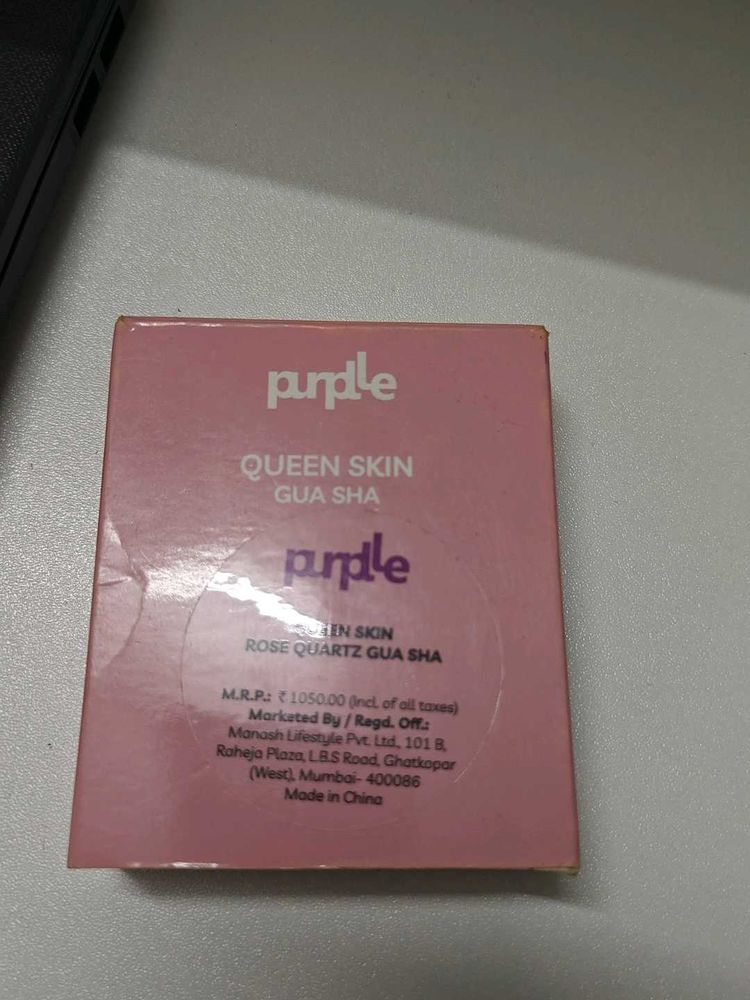 purplle
QUEEN SKIN
GUA SHA
purplle
QUEEN SKIN
ROSE QUARTZ GUA SHA
M.R.P.: ₹ 1050.00 (Incl. of all taxes)
Marketed By / Regd. Off.:
Manash Lifestyle Pvt. Ltd., 101 B,
Raheja Plaza, L.B.S Road, Ghatkopar
(West), Mumbai- 400086
Made in China